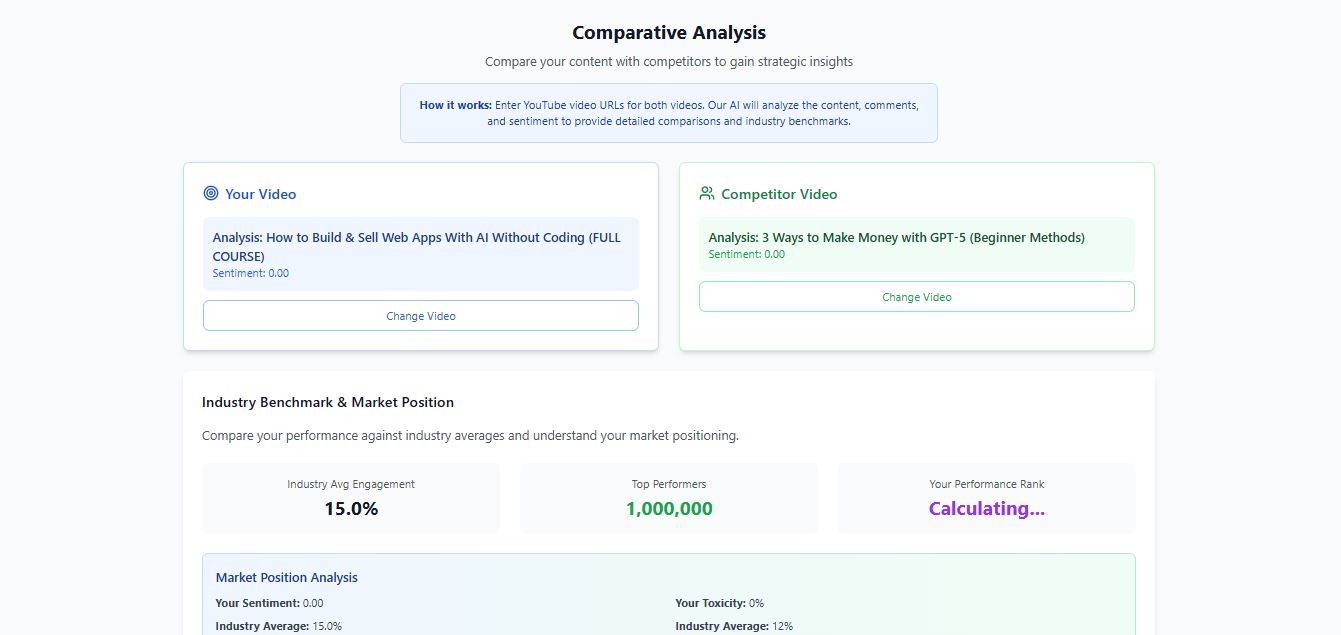 Comparative Analysis
Compare your content with competitors to gain strategic insights
How it works: Enter YouTube video URLs for both videos. Our AI will analyze the content, comments,
and sentiment to provide detailed comparisons and industry benchmarks.
Your Video
Analysis: How to Build & Sell Web Apps With AI Without Coding (FULL
COURSE)
Sentiment: 0.00
Change Video
Competitor Video
Analysis: 3 Ways to Make Money with GPT-5 (Beginner Methods)
Sentiment: 0.00
Change Video
Industry Benchmark & Market Position
Compare your performance against industry averages and understand your market positioning.
Industry Avg Engagement
15.0%
Top Performers
1,000,000
Your Performance Rank
Calculating...
Market Position Analysis
Your Sentiment: 0.00
Industry Average: 15.0%
Your Toxicity: 0%
Industry Average: 12%